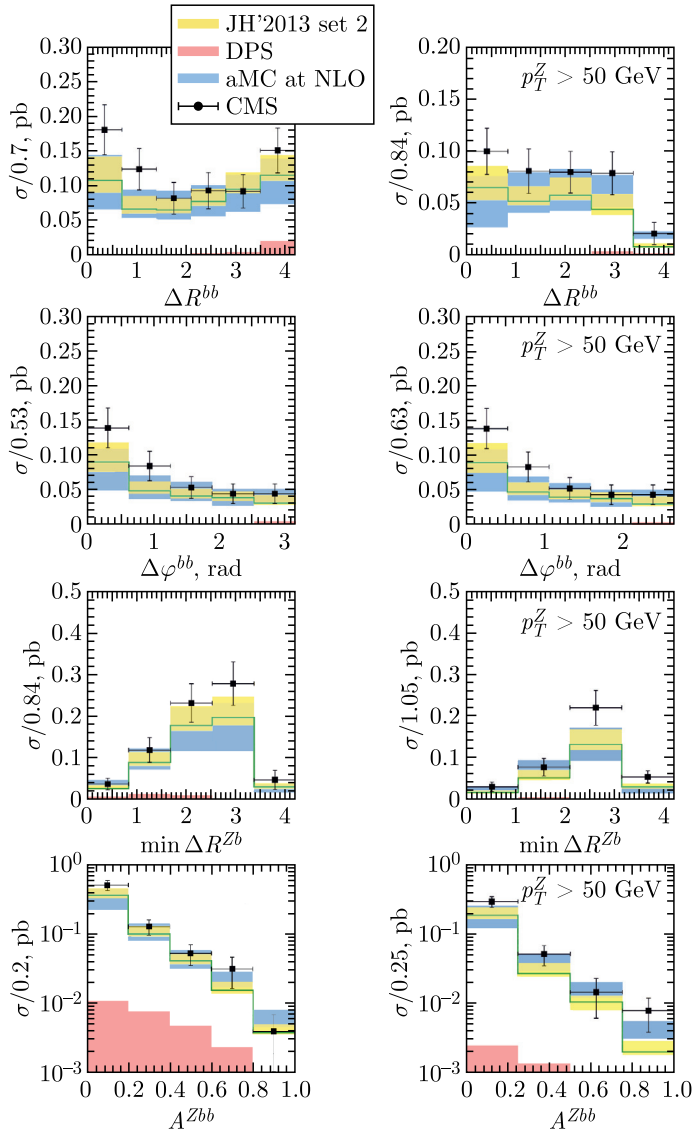 JH'2013 set 2
DPS
aMC at NLO
CMS
σ/0.7, pb
0.30
0.25
0.20
0.15
0.10
0.05
0
0 1 2 3 4
ΔR^{bb}
σ/0.84, pb
0.20
0.15
0.10
0.05
0
p_T^Z > 50 GeV
0 1 2 3 4
ΔR^{bb}
σ/0.53, pb
0.30
0.25
0.20
0.15
0.10
0.05
0
0 1 2 3
Δφ^{bb}, rad
σ/0.63, pb
0.30
0.25
0.20
0.15
0.10
0.05
0
p_T^Z > 50 GeV
0 1 2
Δφ^{bb}, rad
σ/0.84, pb
0.5
0.4
0.3
0.2
0.1
0
0 1 2 3 4
min ΔR^{Zb}
σ/1.05, pb
0.5
0.4
0.3
0.2
0.1
0
p_T^Z > 50 GeV
0 1 2 3 4
min ΔR^{Zb}
σ/0.2, pb
10^0
10^{−1}
10^{−2}
10^{−3}
0 0.2 0.4 0.6 0.8 1.0
A^{Zbb}
σ/0.25, pb
10^0
10^{−1}
10^{−2}
10^{−3}
p_T^Z > 50 GeV
0 0.2 0.4 0.6 0.8 1.0
A^{Zbb}